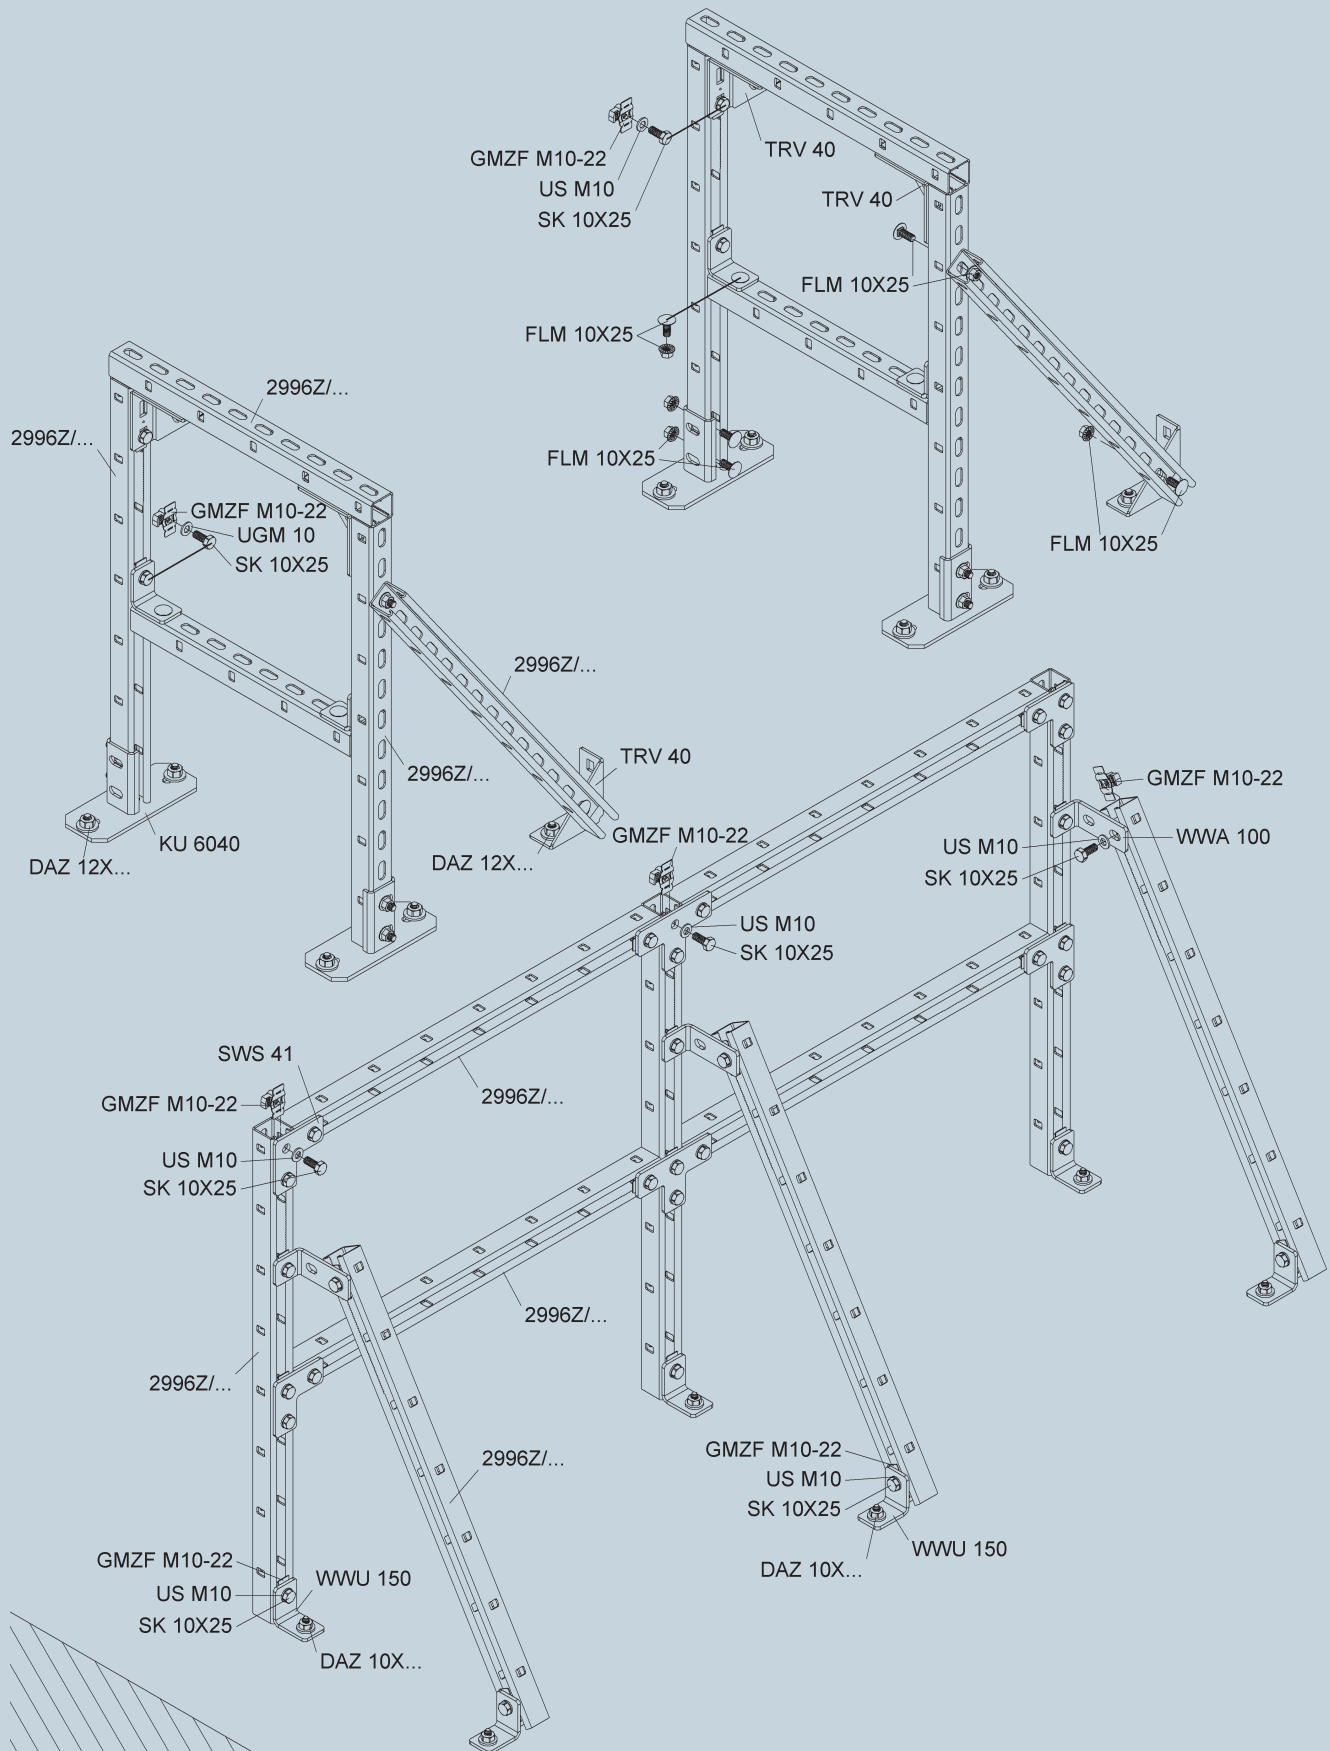 TRV 40
GMZF M10-22
US M10
SK 10X25
TRV 40
FLM 10X25
FLM 10X25
FLM 10X25
FLM 10X25
2996Z/...
2996Z/...
GMZF M10-22
UGM 10
SK 10X25
2996Z/...
2996Z/...
TRV 40
KU 6040
DAZ 12X...
DAZ 12X...
GMZF M10-22
GMZF M10-22
US M10
WWA 100
SK 10X25
US M10
SK 10X25
SWS 41
GMZF M10-22
2996Z/...
US M10
SK 10X25
2996Z/...
2996Z/...
2996Z/...
GMZF M10-22
US M10
SK 10X25
WWU 150
DAZ 10X...
GMZF M10-22
WWU 150
US M10
SK 10X25
DAZ 10X...